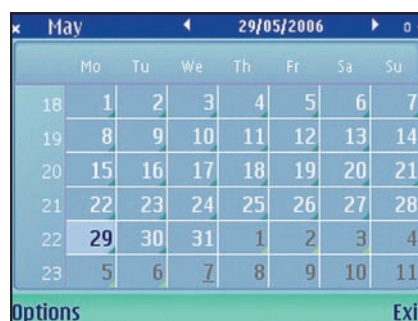 May 29/05/2006
Mo Tu We Th Fr Sa Su
18 1 2 3 4 5 6 7
19 8 9 10 11 12 13 14
20 15 16 17 18 19 20 21
21 22 23 24 25 26 27 28
22 29 30 31 1 2 3 4
23 5 6 7 8 9 10 11
Options Exi